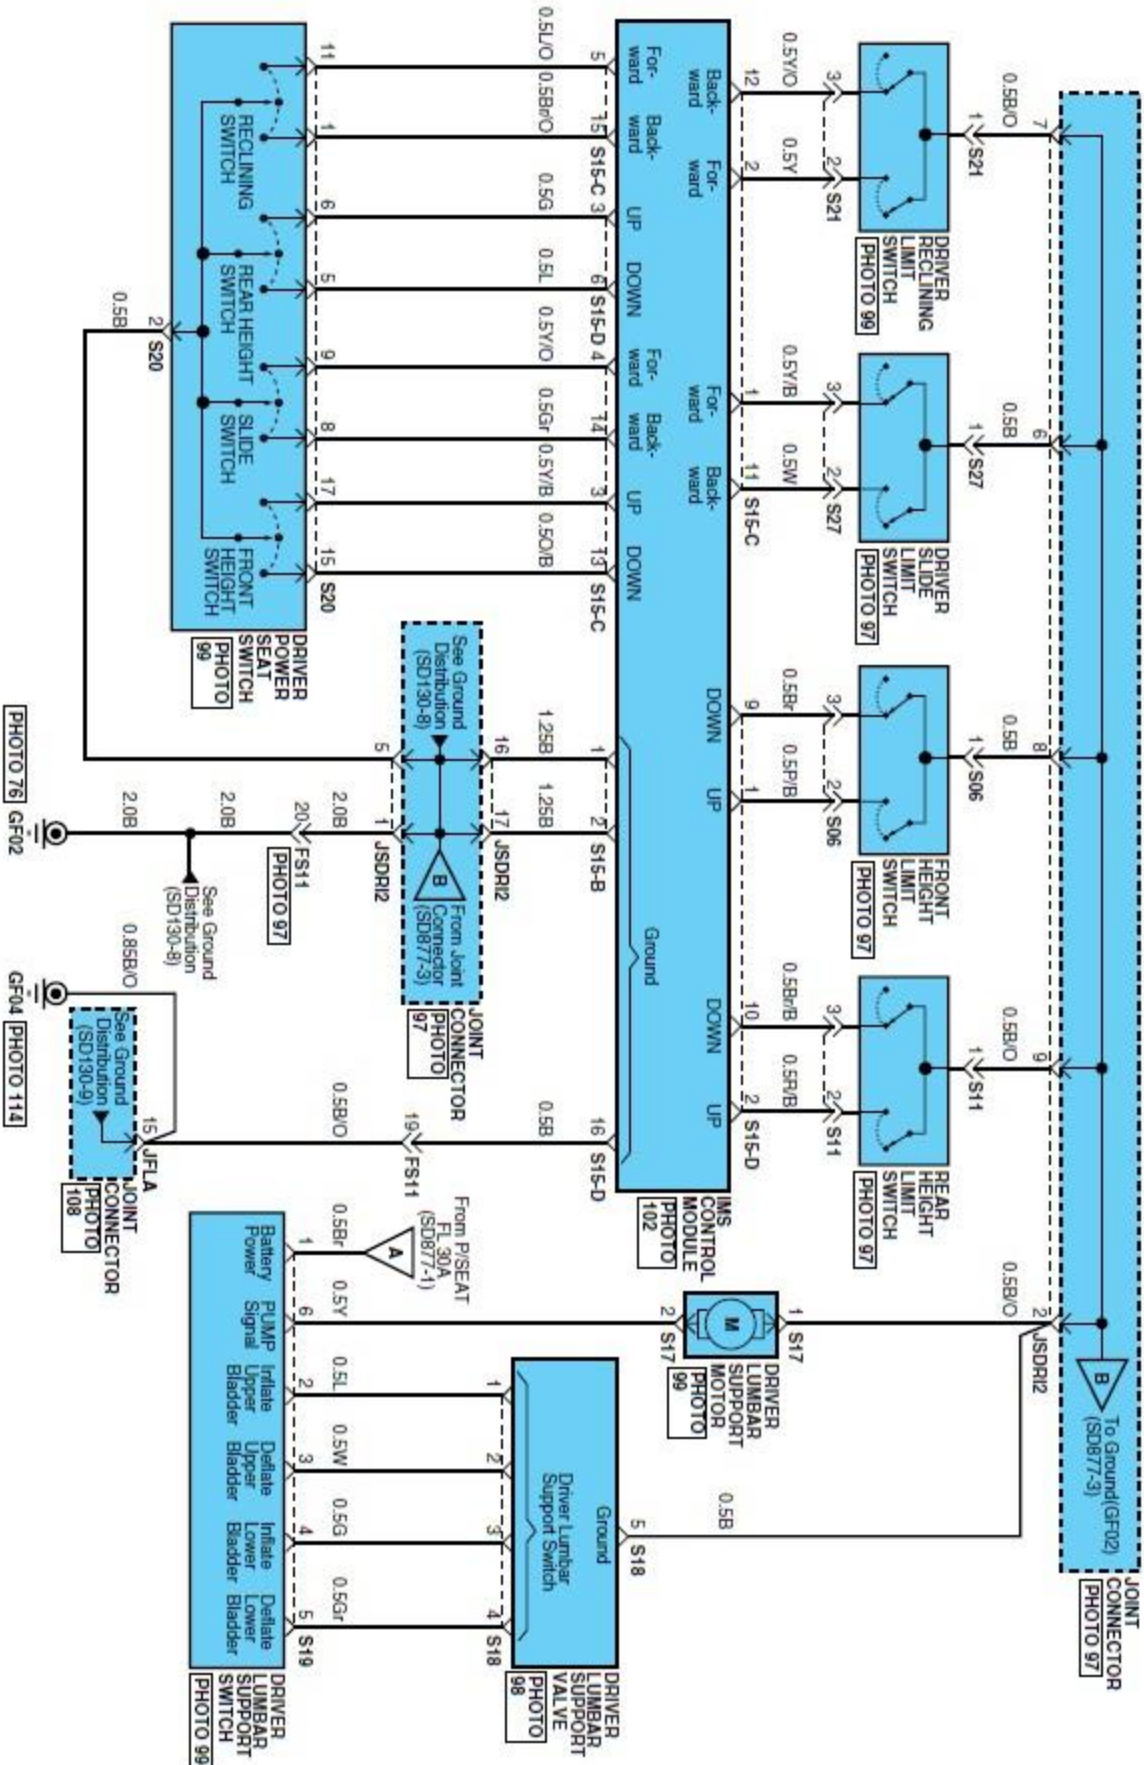 JOINT
CONNECTOR
PHOTO 97
B
To Ground(GF02)
(SD877-3)
7
6
8
9
2
JSDRI2
0.5B/O
0.5B
0.5B
0.5B/O
0.5B/O
1
S21
1
S27
1
S06
1
S11
DRIVER
RECLINING
LIMIT
SWITCH
PHOTO 99
DRIVER
SLIDE
LIMIT
SWITCH
PHOTO 97
FRONT
HEIGHT
LIMIT
SWITCH
PHOTO 97
REAR
HEIGHT
LIMIT
SWITCH
PHOTO 97
3
2
S21
3
2
S27
3
2
S06
3
2
S11
0.5Y/O
0.5Y
0.5Y/B
0.5W
0.5Br
0.5P/B
0.5Br/B
0.5R/B
12
2
1
11
S15-C
9
1
10
2
S15-D
Back-
ward
For-
ward
For-
ward
Back-
ward
DOWN
UP
DOWN
UP
IMS
CONTROL
MODULE
PHOTO
102
For-
ward
Back-
ward
UP
DOWN
For-
ward
Back-
ward
UP
DOWN
Ground
5
15
S15-C
3
6
S15-D
4
14
3
13
S15-C
1
2
S15-B
16
S15-D
0.5L/O
0.5Br/O
0.5G
0.5L
0.5Y/O
0.5Gr
0.5Y/B
0.5O/B
1.25B
1.25B
0.5B
11
1
6
5
9
8
17
15
S20
RECLINING
SWITCH
REAR HEIGHT
SWITCH
SLIDE
SWITCH
FRONT
HEIGHT
SWITCH
DRIVER
POWER
SEAT
SWITCH
PHOTO
99
2
S20
0.5B
16
17
JSDRI2
See Ground
Distribution
(SD130-8)
B
From Joint
Connector
(SD877-3)
JOINT
CONNECTOR
PHOTO
97
5
1
JSDRI2
2.0B
20
FS11
PHOTO 97
2.0B
See Ground
Distribution
(SD130-8)
2.0B
PHOTO 76
GF02
19
FS11
0.5B/O
15
JFLA
0.85B/O
See Ground
Distribution
(SD130-9)
JOINT
CONNECTOR
PHOTO
108
GF04
PHOTO 114
1
S17
M
DRIVER
LUMBAR
SUPPORT
MOTOR
PHOTO
99
2
S17
0.5B
5
S18
Ground
Driver Lumbar
Support Switch
DRIVER
LUMBAR
SUPPORT
VALVE
PHOTO
98
1
2
3
4
S18
From P/SEAT
FL 30A
(SD877-1)
A
0.5Br
0.5Y
0.5L
0.5W
0.5G
0.5Gr
1
6
2
3
4
5
S19
Battery
Power
PUMP
Signal
Inflate
Upper
Bladder
Deflate
Upper
Bladder
Inflate
Lower
Bladder
Deflate
Lower
Bladder
DRIVER
LUMBAR
SUPPORT
SWITCH
PHOTO 99